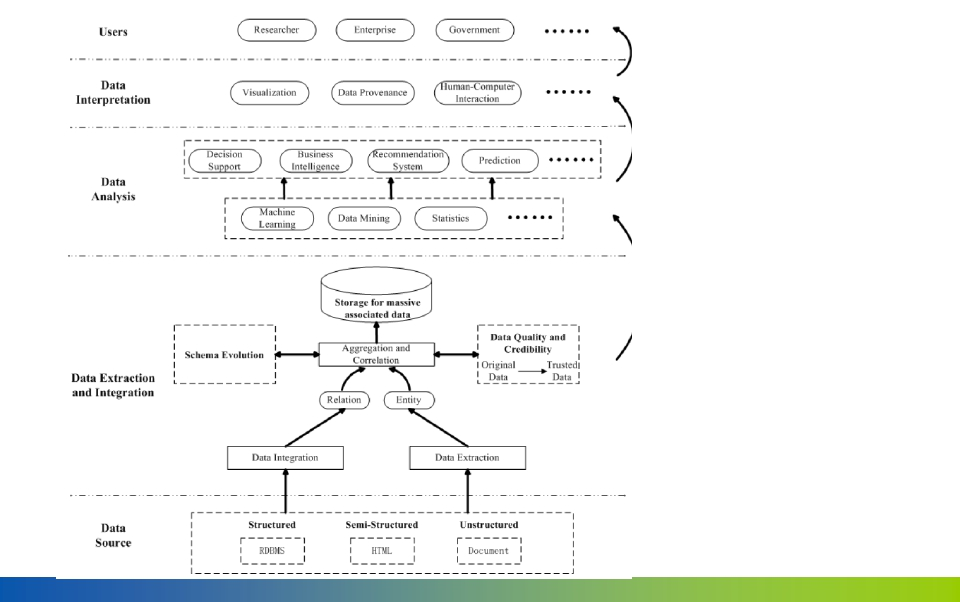 Users
Researcher
Enterprise
Government
Data
Interpretation
Visualization
Data Provenance
Human-Computer
Interaction
Data
Analysis
Decision
Support
Business
Intelligence
Recommendation
System
Prediction
Machine
Learning
Data Mining
Statistics
Data Extraction
and Integration
Storage for massive
associated data
Schema Evolution
Aggregation and
Correlation
Data Quality and
Credibility
Original
Data
Trusted
Data
Relation
Entity
Data Integration
Data Extraction
Data
Source
Structured
Semi-Structured
Unstructured
RDBMS
HTML
Document